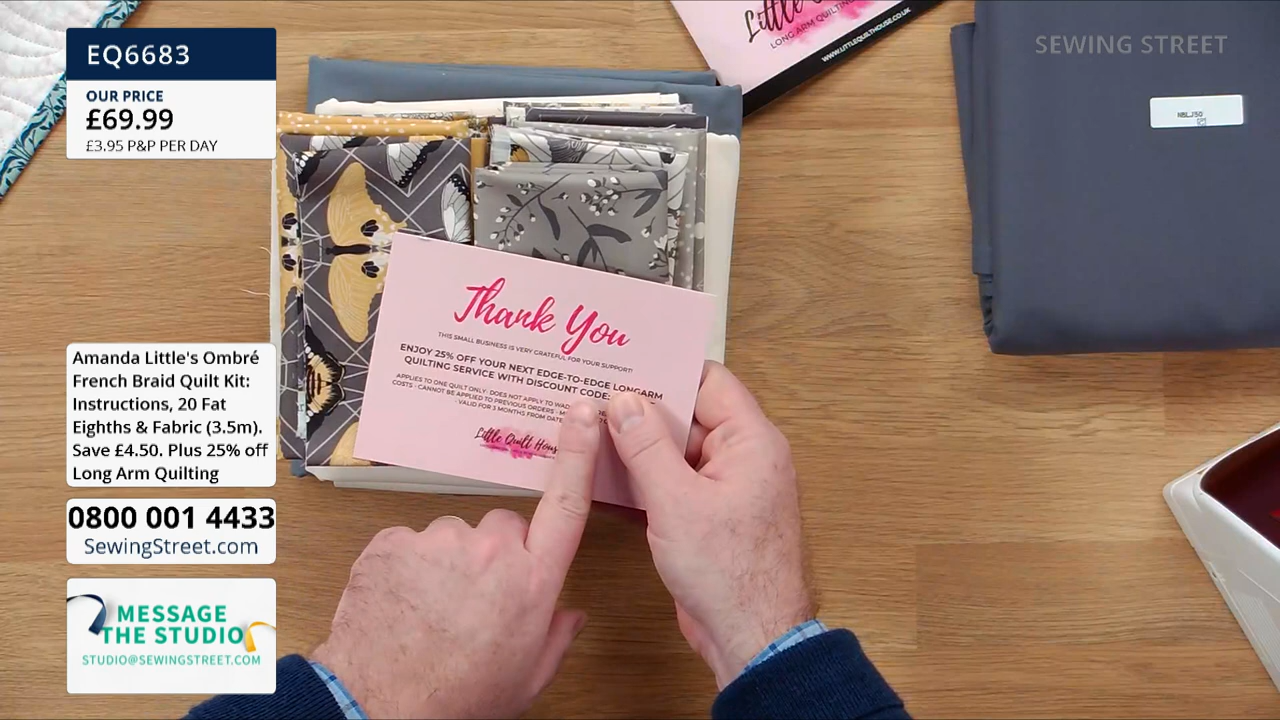 EQ6683
OUR PRICE
£69.99
£3.95 P&P PER DAY
Amanda Little's Ombré
French Braid Quilt Kit:
Instructions, 20 Fat
Eighths & Fabric (3.5m).
Save £4.50. Plus 25% off
Long Arm Quilting
0800 001 4433
SewingStreet.com
MESSAGE
THE STUDIO
STUDIO@SEWINGSTREET.COM
SEWING STREET
Little
LONG ARM QUILTING
WWW.LITTLEQUILTHOUSE.CO.UK
Thank You
THIS SMALL BUSINESS IS VERY GRATEFUL FOR YOUR SUPPORT!
ENJOY 25% OFF YOUR NEXT EDGE-TO-EDGE LONGARM
QUILTING SERVICE WITH DISCOUNT CODE:
APPLIES TO ONE QUILT ONLY · DOES NOT APPLY TO
COSTS · CANNOT BE APPLIED TO PREVIOUS ORDERS ·
VALID FOR 3 MONTHS FROM DATE
Little Quilt House